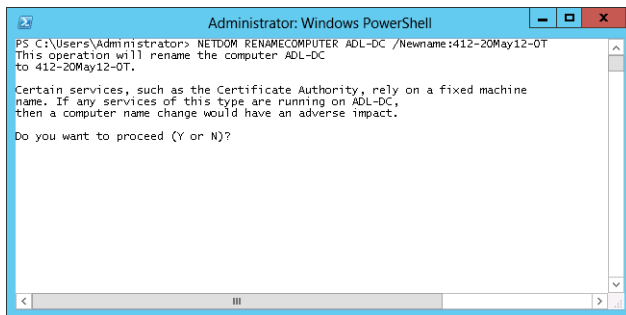 Administrator: Windows PowerShell
PS C:\Users\Administrator> NETDOM RENAMECOMPUTER ADL-DC /Newname:412-20May12-0T
This operation will rename the computer ADL-DC
to 412-20May12-0T.
Certain services, such as the Certificate Authority, rely on a fixed machine
name. If any services of this type are running on ADL-DC,
then a computer name change would have an adverse impact.
Do you want to proceed (Y or N)?